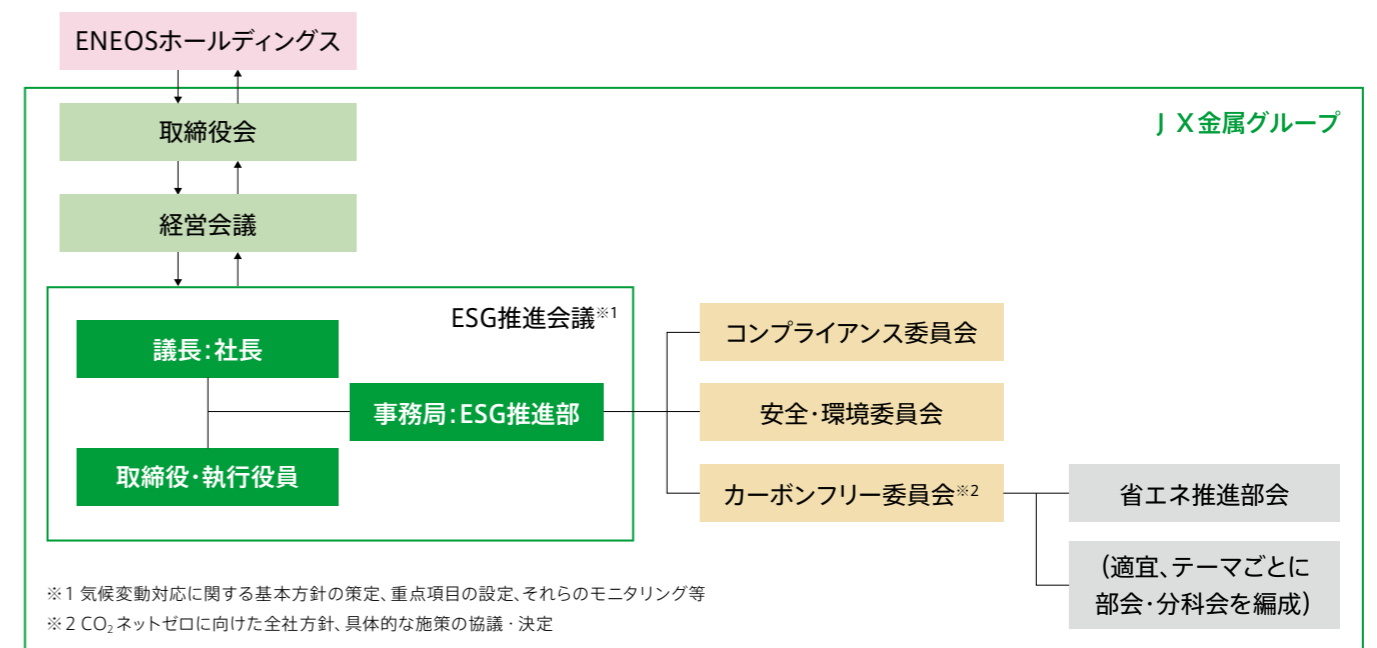 ENEOSホールディングス
ＪＸ金属グループ
取締役会
経営会議
ESG推進会議※1
議長：社長
事務局：ESG推進部
取締役・執行役員
コンプライアンス委員会
安全・環境委員会
カーボンフリー委員会※2
省エネ推進部会
（適宜、テーマごとに
部会・分科会を編成）
※1 気候変動対応に関する基本方針の策定、重点項目の設定、それらのモニタリング等
※2 CO₂ネットゼロに向けた全社方針、具体的な施策の協議・決定